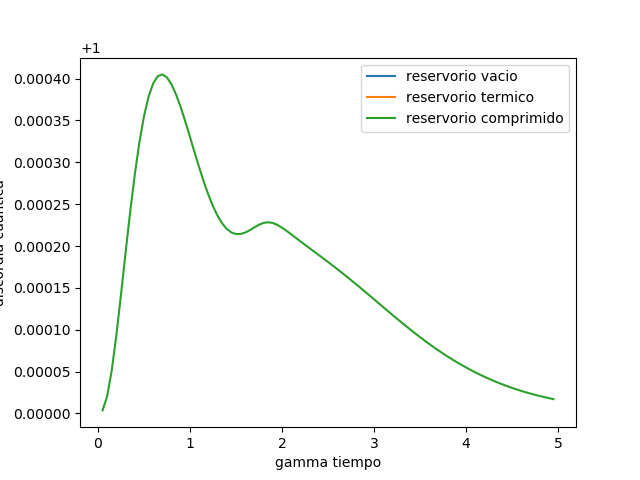 +1
0.00040
0.00035
0.00030
0.00025
0.00020
0.00015
0.00010
0.00005
0.00000
reservorio vacio
reservorio termico
reservorio comprimido
0 1 2 3 4 5
gamma tiempo